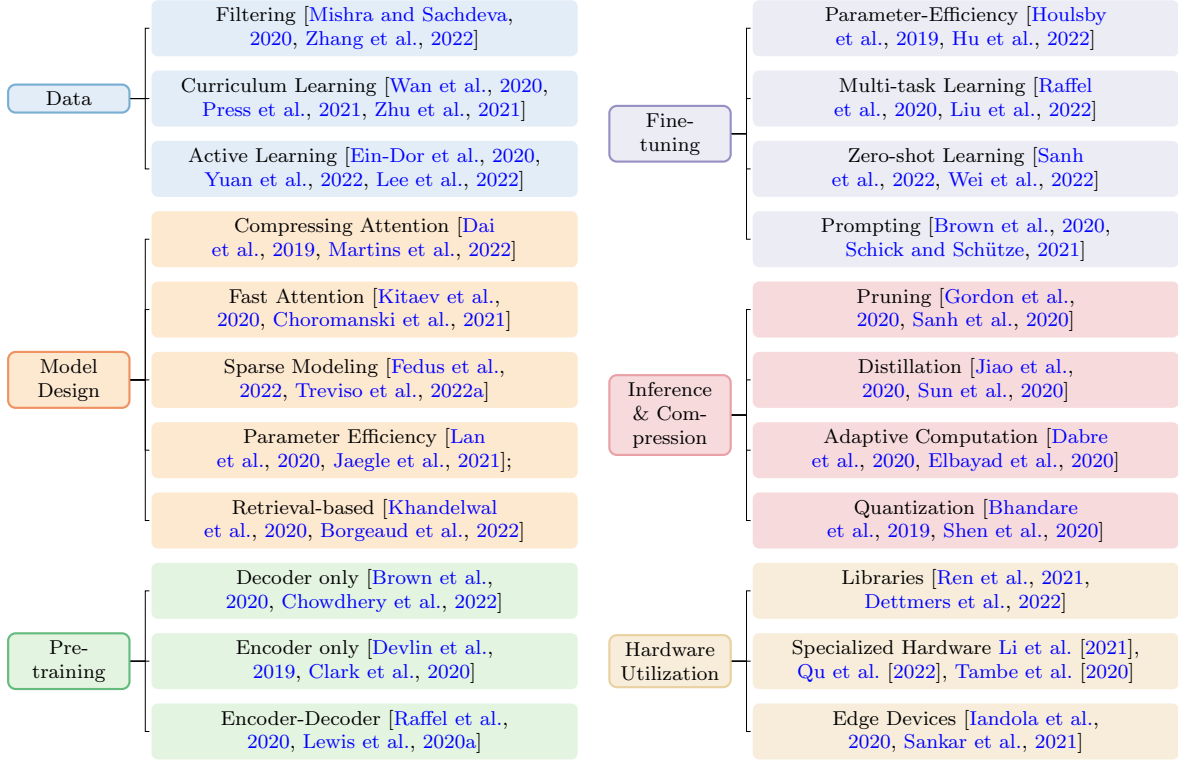 Data
Filtering [Mishra and Sachdeva,
2020, Zhang et al., 2022]
Curriculum Learning [Wan et al., 2020,
Press et al., 2021, Zhu et al., 2021]
Active Learning [Ein-Dor et al., 2020,
Yuan et al., 2022, Lee et al., 2022]
Model
Design
Compressing Attention [Dai
et al., 2019, Martins et al., 2022]
Fast Attention [Kitaev et al.,
2020, Choromanski et al., 2021]
Sparse Modeling [Fedus et al.,
2022, Treviso et al., 2022a]
Parameter Efficiency [Lan
et al., 2020, Jaegle et al., 2021];
Retrieval-based [Khandelwal
et al., 2020, Borgeaud et al., 2022]
Pre-
training
Decoder only [Brown et al.,
2020, Chowdhery et al., 2022]
Encoder only [Devlin et al.,
2019, Clark et al., 2020]
Encoder-Decoder [Raffel et al.,
2020, Lewis et al., 2020a]
Fine-
tuning
Parameter-Efficiency [Houlsby
et al., 2019, Hu et al., 2022]
Multi-task Learning [Raffel
et al., 2020, Liu et al., 2022]
Zero-shot Learning [Sanh
et al., 2022, Wei et al., 2022]
Prompting [Brown et al., 2020,
Schick and Schütze, 2021]
Inference
& Com-
pression
Pruning [Gordon et al.,
2020, Sanh et al., 2020]
Distillation [Jiao et al.,
2020, Sun et al., 2020]
Adaptive Computation [Dabre
et al., 2020, Elbayad et al., 2020]
Quantization [Bhandare
et al., 2019, Shen et al., 2020]
Hardware
Utilization
Libraries [Ren et al., 2021,
Dettmers et al., 2022]
Specialized Hardware Li et al. [2021],
Qu et al. [2022], Tambe et al. [2020]
Edge Devices [Iandola et al.,
2020, Sankar et al., 2021]